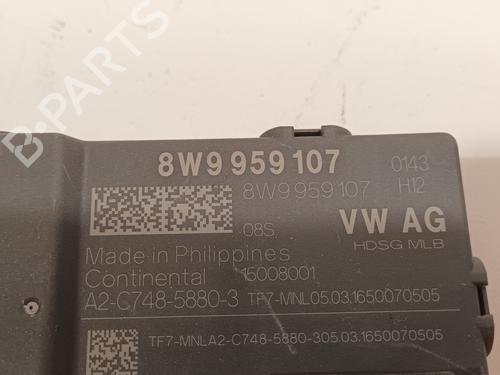 B-PARTS
8W9 959 107
0143
8W9 959 107
H12
08S
VW AG
HDSG MLB
Made in Philippines
Continental 15008001
A2-C748-5880-3 TF7-MNL05.03.1650070505
TF7-MNLA2-C748-5880-305.03.1650070505